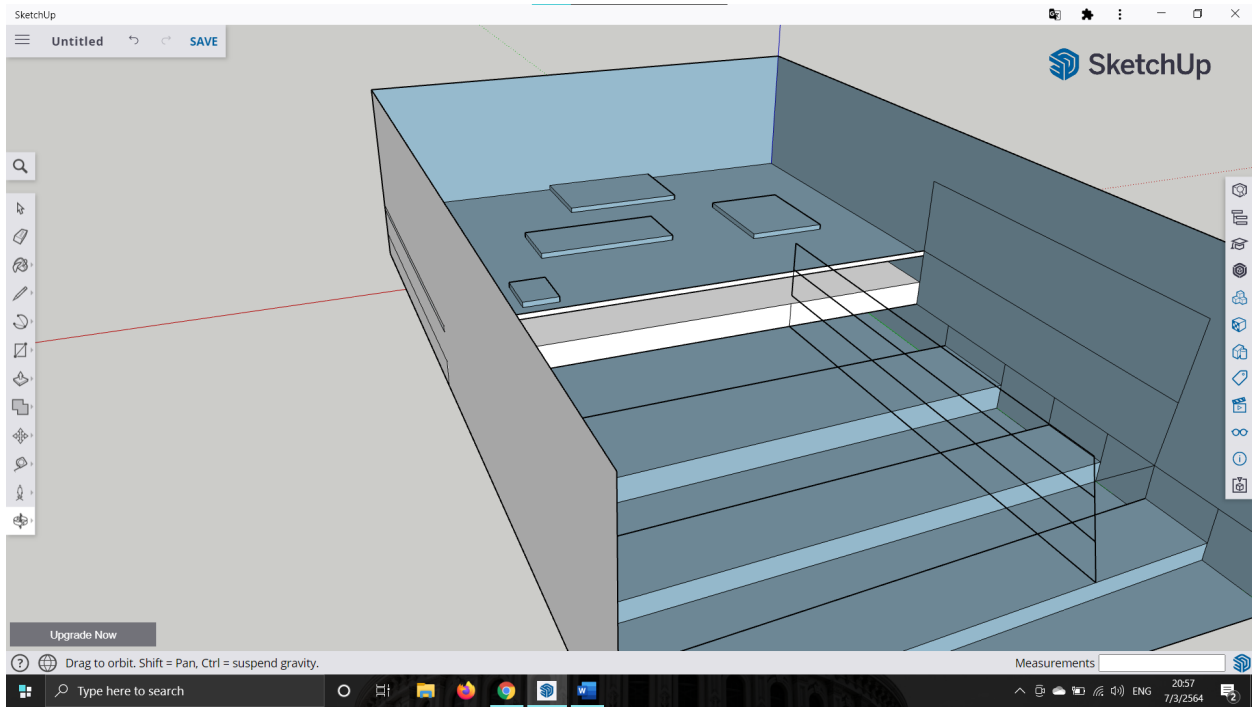 SketchUp
Untitled SAVE
SketchUp
Upgrade Now
Drag to orbit. Shift = Pan, Ctrl = suspend gravity.
Measurements
Type here to search
ENG
20:57
7/3/2564
2